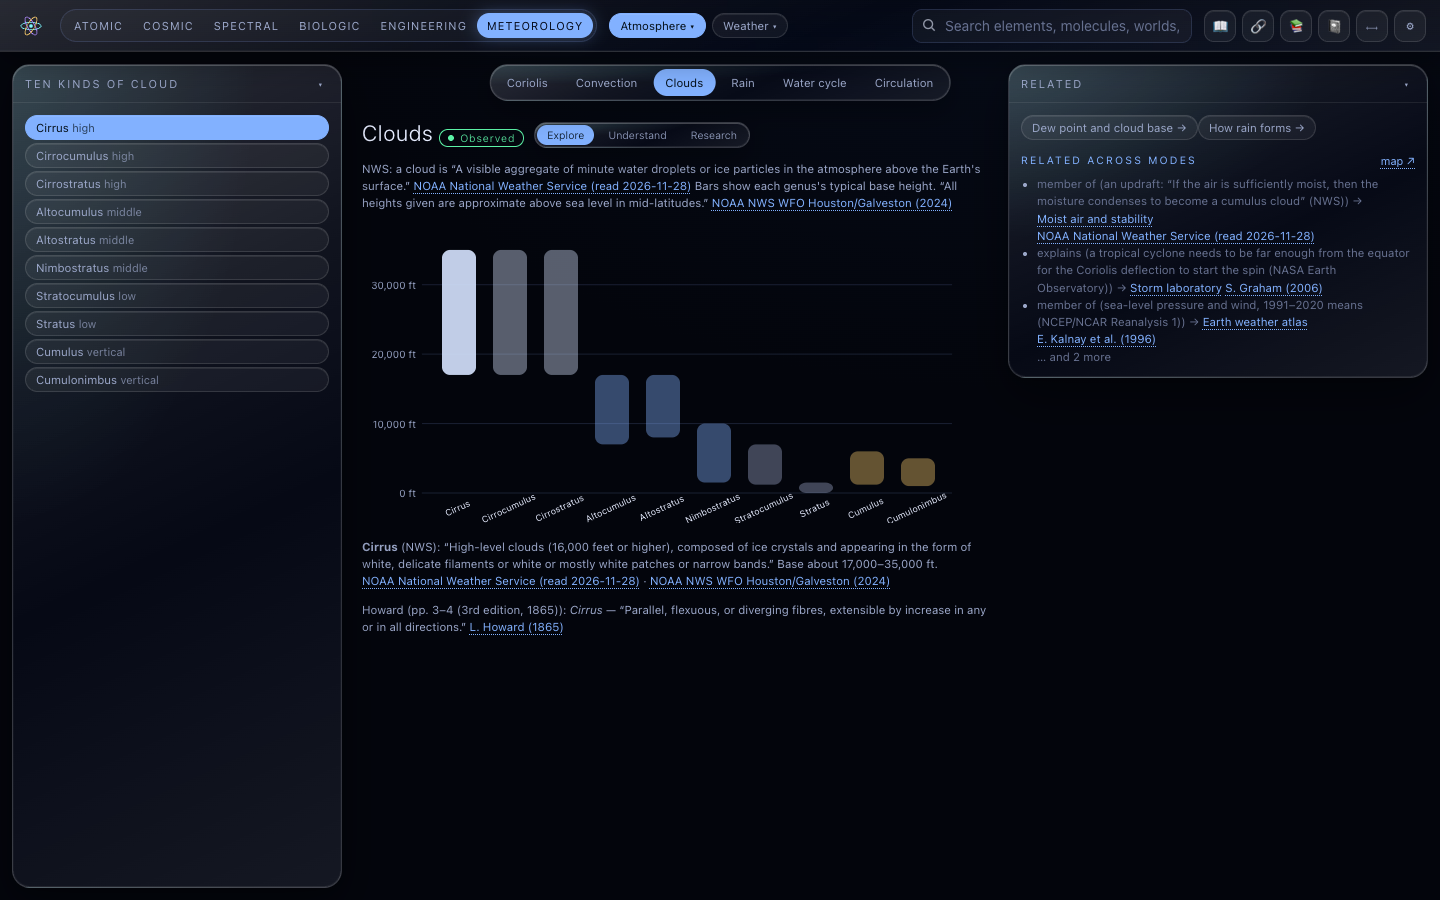 ATOMIC COSMIC SPECTRAL BIOLOGIC ENGINEERING METEOROLOGY Atmosphere ▾ Weather ▾ Search elements, molecules, worlds,
TEN KINDS OF CLOUD
Cirrus high
Cirrocumulus high
Cirrostratus high
Altocumulus middle
Altostratus middle
Nimbostratus middle
Stratocumulus low
Stratus low
Cumulus vertical
Cumulonimbus vertical
Coriolis Convection Clouds Rain Water cycle Circulation
Clouds Observed Explore Understand Research
NWS: a cloud is “A visible aggregate of minute water droplets or ice particles in the atmosphere above the Earth's
surface.” NOAA National Weather Service (read 2026-11-28) Bars show each genus's typical base height. “All
heights given are approximate above sea level in mid-latitudes.” NOAA NWS WFO Houston/Galveston (2024)
30,000 ft
20,000 ft
10,000 ft
0 ft
Cirrus Cirrocumulus Cirrostratus Altocumulus Altostratus Nimbostratus Stratocumulus Stratus Cumulus Cumulonimbus
Cirrus (NWS): “High-level clouds (16,000 feet or higher), composed of ice crystals and appearing in the form of
white, delicate filaments or white or mostly white patches or narrow bands.” Base about 17,000–35,000 ft.
NOAA National Weather Service (read 2026-11-28) · NOAA NWS WFO Houston/Galveston (2024)
Howard (pp. 3–4 (3rd edition, 1865)): Cirrus — “Parallel, flexuous, or diverging fibres, extensible by increase in any
or in all directions.” L. Howard (1865)
RELATED
Dew point and cloud base → How rain forms →
RELATED ACROSS MODES map ↗
• member of (an updraft: “If the air is sufficiently moist, then the
moisture condenses to become a cumulus cloud” (NWS)) →
Moist air and stability
NOAA National Weather Service (read 2026-11-28)
• explains (a tropical cyclone needs to be far enough from the equator
for the Coriolis deflection to start the spin (NASA Earth
Observatory)) → Storm laboratory S. Graham (2006)
• member of (sea-level pressure and wind, 1991–2020 means
(NCEP/NCAR Reanalysis 1)) → Earth weather atlas
E. Kalnay et al. (1996)
… and 2 more